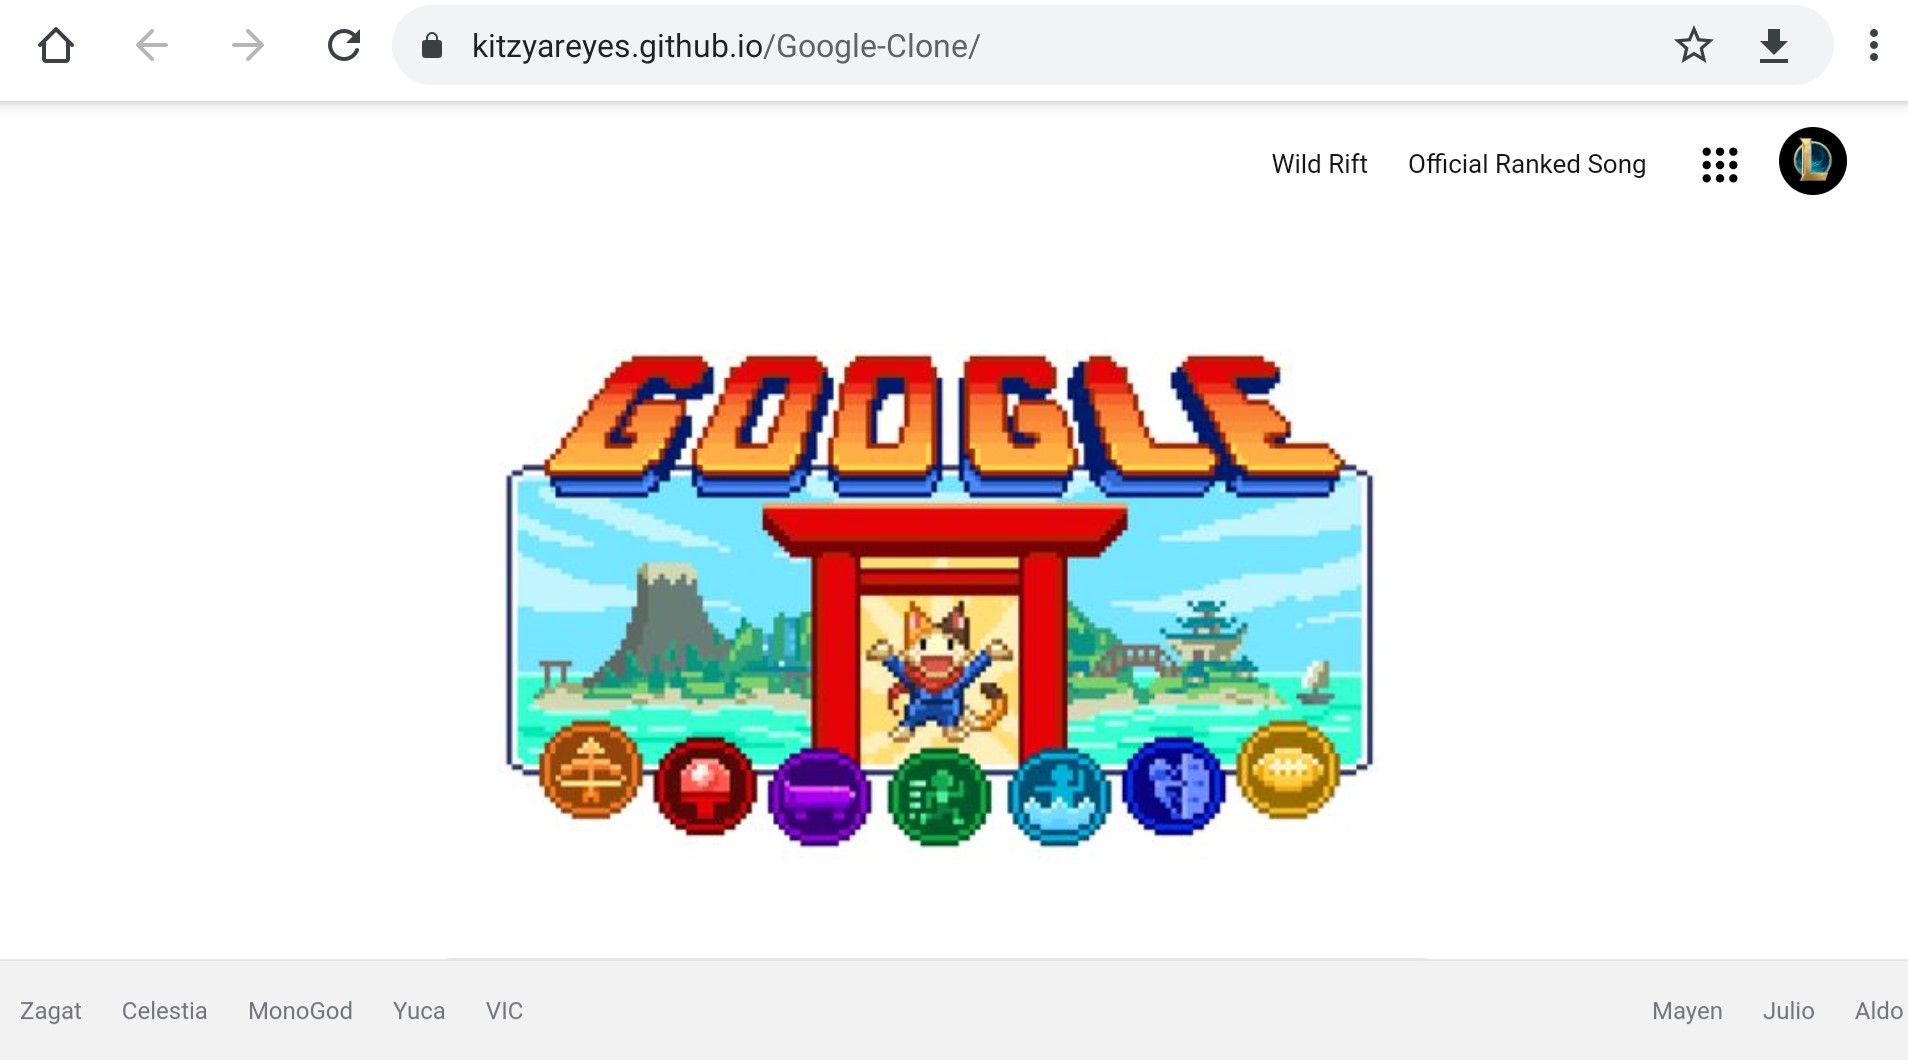 kitzyareyes.github.io/Google-Clone/
Wild Rift Official Ranked Song
L
GOOGLE
Zagat Celestia MonoGod Yuca VIC Mayen Julio Aldo